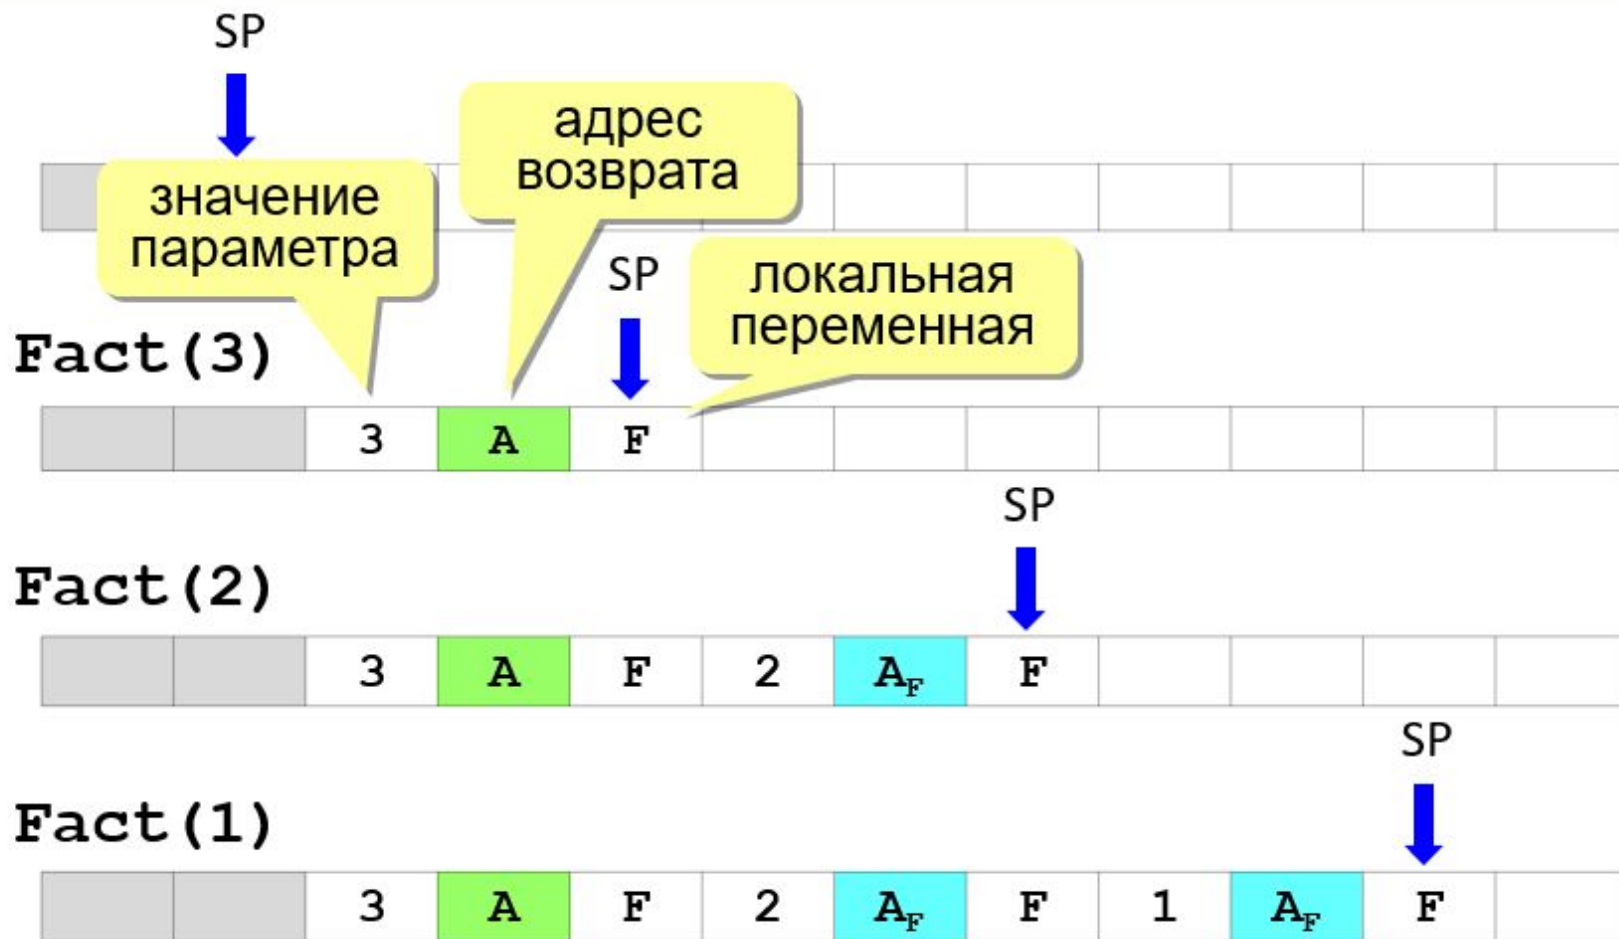 SP
адрес
возврата
значение
параметра
SP
локальная
переменная
Fact(3)
3 A F
SP
Fact(2)
3 A F 2 A_F F
SP
Fact(1)
3 A F 2 A_F F 1 A_F F